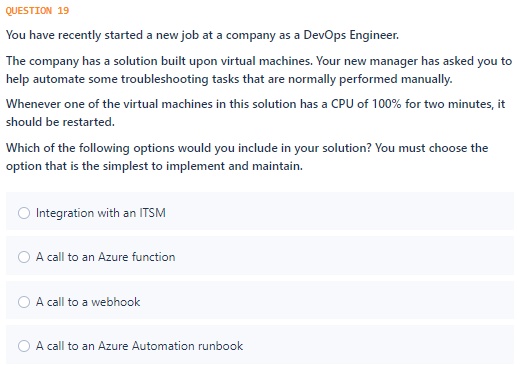 QUESTION 19
You have recently started a new job at a company as a DevOps Engineer.
The company has a solution built upon virtual machines. Your new manager has asked you to
help automate some troubleshooting tasks that are normally performed manually.
Whenever one of the virtual machines in this solution has a CPU of 100% for two minutes, it
should be restarted.
Which of the following options would you include in your solution? You must choose the
option that is the simplest to implement and maintain.
Integration with an ITSM
A call to an Azure function
A call to a webhook
A call to an Azure Automation runbook